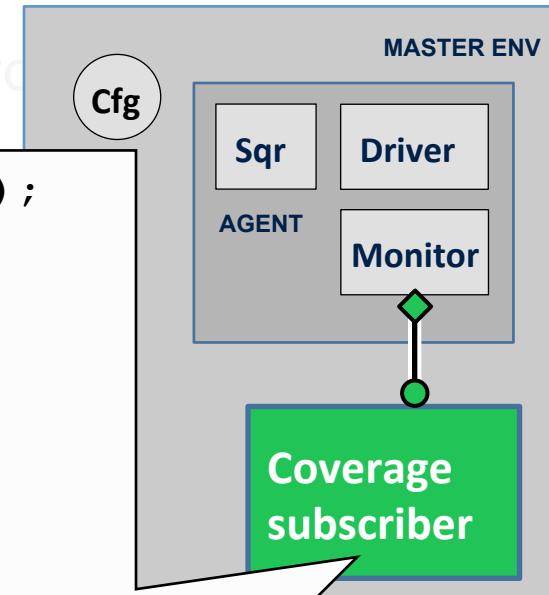 MASTER ENV
Cfg
Sqr
Driver
AGENT
Monitor
) ;
Coverage
subscriber